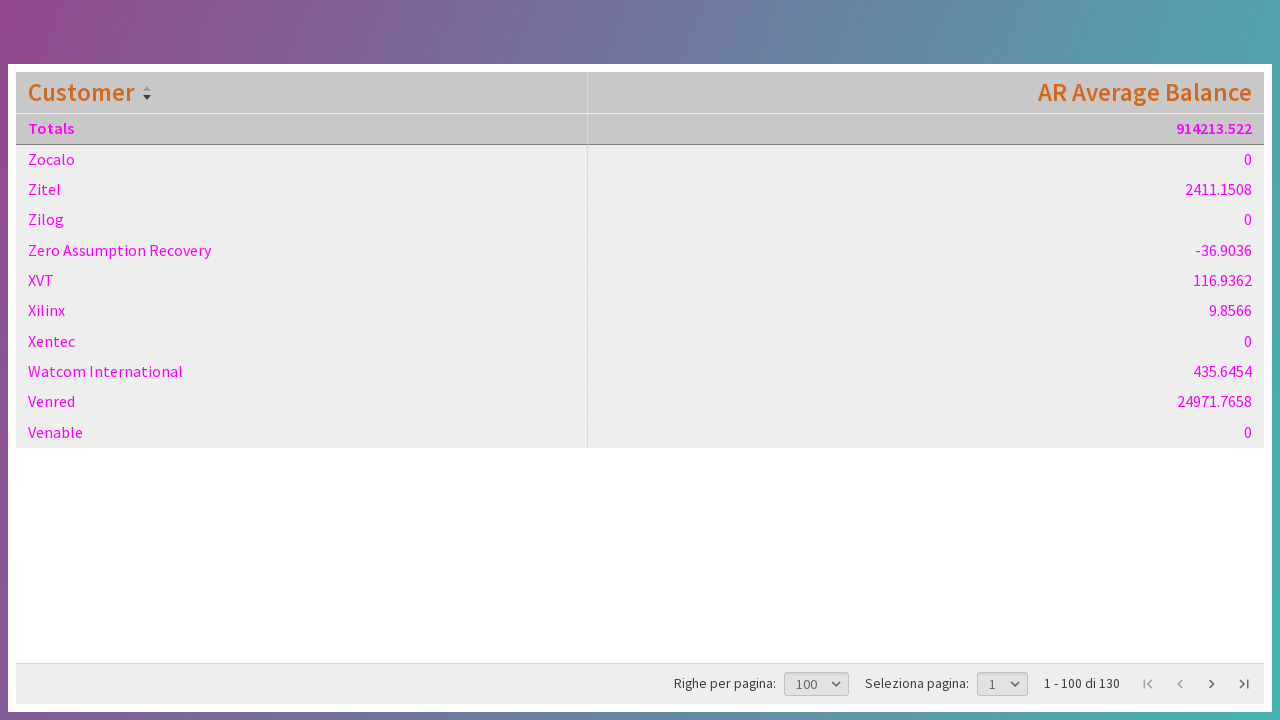 Customer AR Average Balance
Totals 914213.522
Zocalo 0
Zitel 2411.1508
Zilog 0
Zero Assumption Recovery -36.9036
XVT 116.9362
Xilinx 9.8566
Xentec 0
Watcom International 435.6454
Venred 24971.7658
Venable 0
Righe per pagina: 100 Seleziona pagina: 1 1 - 100 di 130